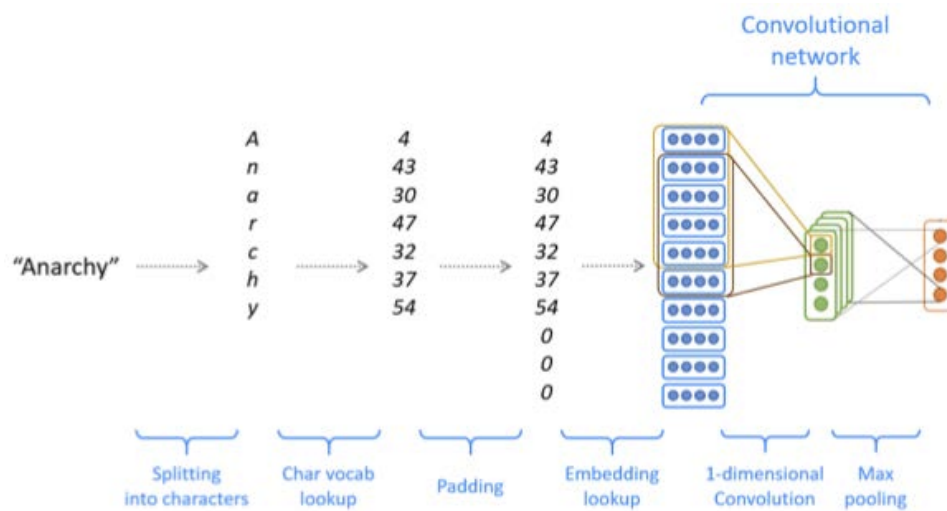 Convolutional
network
A 4 4
n 43 43
a 30 30
r 47 47
c 32 32
"Anarchy"
h 37 37
y 54 54
0
0
0
Splitting
into characters
Char vocab
lookup
Padding
Embedding
lookup
1-dimensional
Convolution
Max
pooling